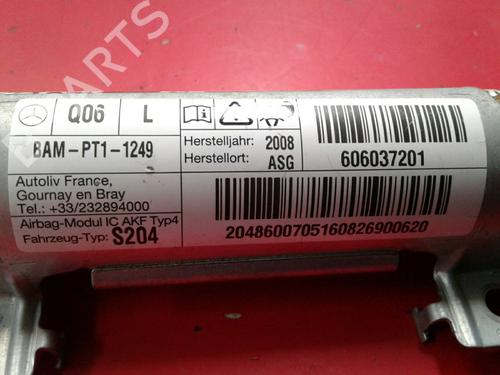 PARTS
Q06 L
BAM-PT1-1249
Autoliv France,
Gournay en Bray
Tel.: +33/232894000
Airbag-Modul IC AKF Typ4
Fahrzeug-Typ: S204
Herstelljahr: 2008
Herstellort: ASG
606037201
2048600705160826900620